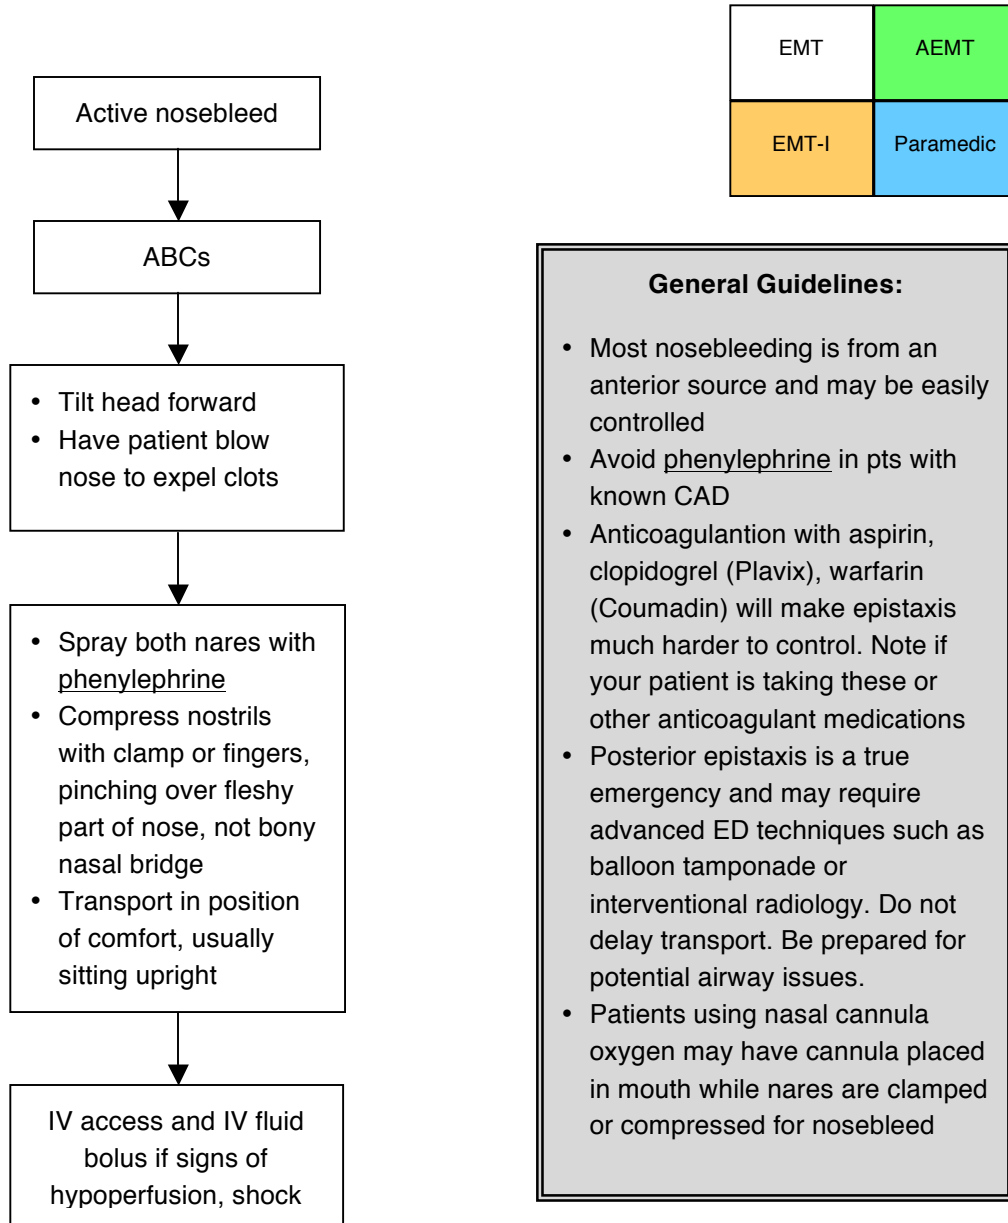 EMT
AEMT
EMT-I
Paramedic
Active nosebleed
ABCs
• Tilt head forward
• Have patient blow
nose to expel clots
• Spray both nares with
phenylephrine
• Compress nostrils
with clamp or fingers,
pinching over fleshy
part of nose, not bony
nasal bridge
• Transport in position
of comfort, usually
sitting upright
IV access and IV fluid
bolus if signs of
hypoperfusion, shock
General Guidelines:
• Most nosebleeding is from an
anterior source and may be easily
controlled
• Avoid phenylephrine in pts with
known CAD
• Anticoagulantion with aspirin,
clopidogrel (Plavix), warfarin
(Coumadin) will make epistaxis
much harder to control. Note if
your patient is taking these or
other anticoagulant medications
• Posterior epistaxis is a true
emergency and may require
advanced ED techniques such as
balloon tamponade or
interventional radiology. Do not
delay transport. Be prepared for
potential airway issues.
• Patients using nasal cannula
oxygen may have cannula placed
in mouth while nares are clamped
or compressed for nosebleed